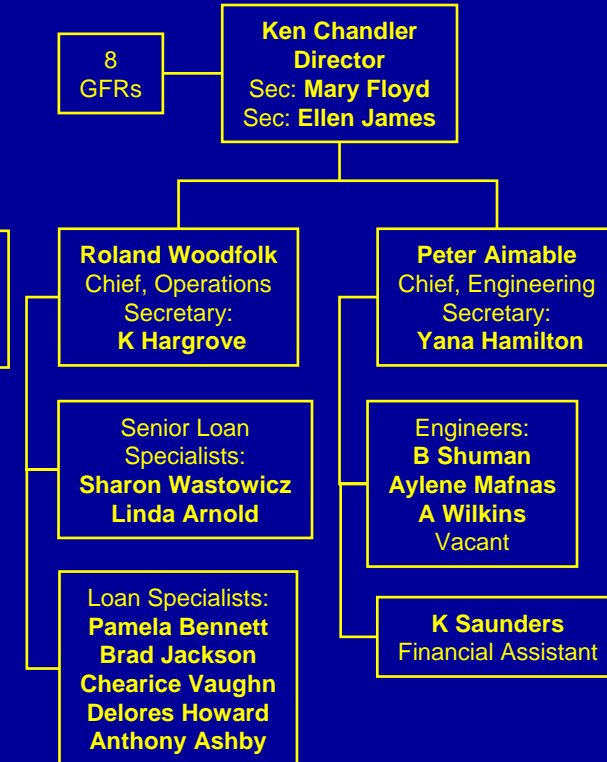 8
GFRs
Ken Chandler
Director
Sec: Mary Floyd
Sec: Ellen James
Roland Woodfolk
Chief, Operations
Secretary:
K Hargrove
Peter Aimable
Chief, Engineering
Secretary:
Yana Hamilton
Senior Loan
Specialists:
Sharon Wastowicz
Linda Arnold
Engineers:
B Shuman
Aylene Mafnas
A Wilkins
Vacant
Loan Specialists:
Pamela Bennett
Brad Jackson
Chearice Vaughn
Delores Howard
Anthony Ashby
K Saunders
Financial Assistant